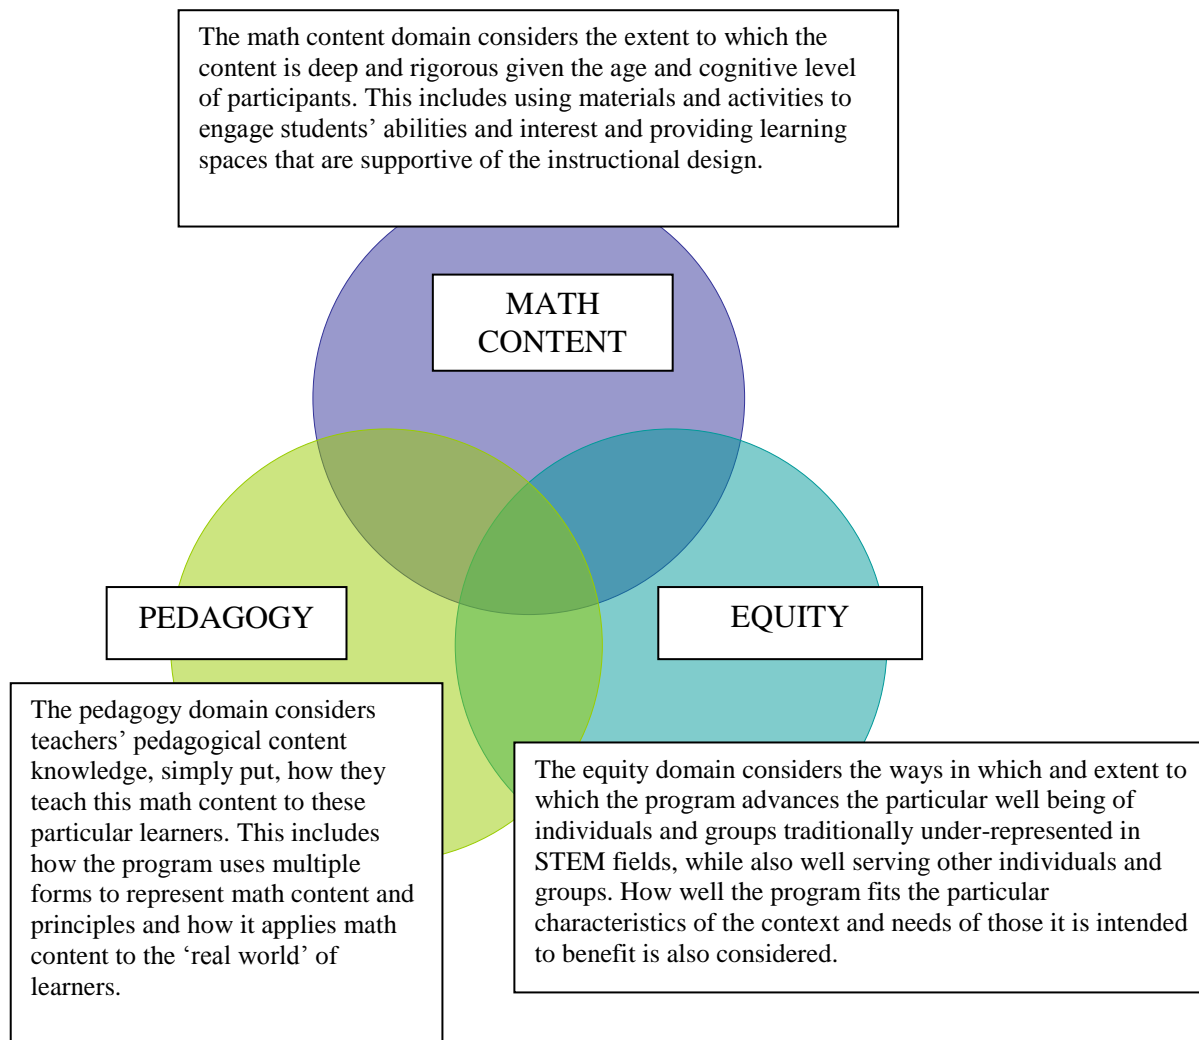 The math content domain considers the extent to which the
content is deep and rigorous given the age and cognitive level
of participants. This includes using materials and activities to
engage students’ abilities and interest and providing learning
spaces that are supportive of the instructional design.
MATH
CONTENT
PEDAGOGY
EQUITY
The pedagogy domain considers
teachers’ pedagogical content
knowledge, simply put, how they
teach this math content to these
particular learners. This includes
how the program uses multiple
forms to represent math content and
principles and how it applies math
content to the ‘real world’ of
learners.
The equity domain considers the ways in which and extent to
which the program advances the particular well being of
individuals and groups traditionally under-represented in
STEM fields, while also well serving other individuals and
groups. How well the program fits the particular
characteristics of the context and needs of those it is intended
to benefit is also considered.